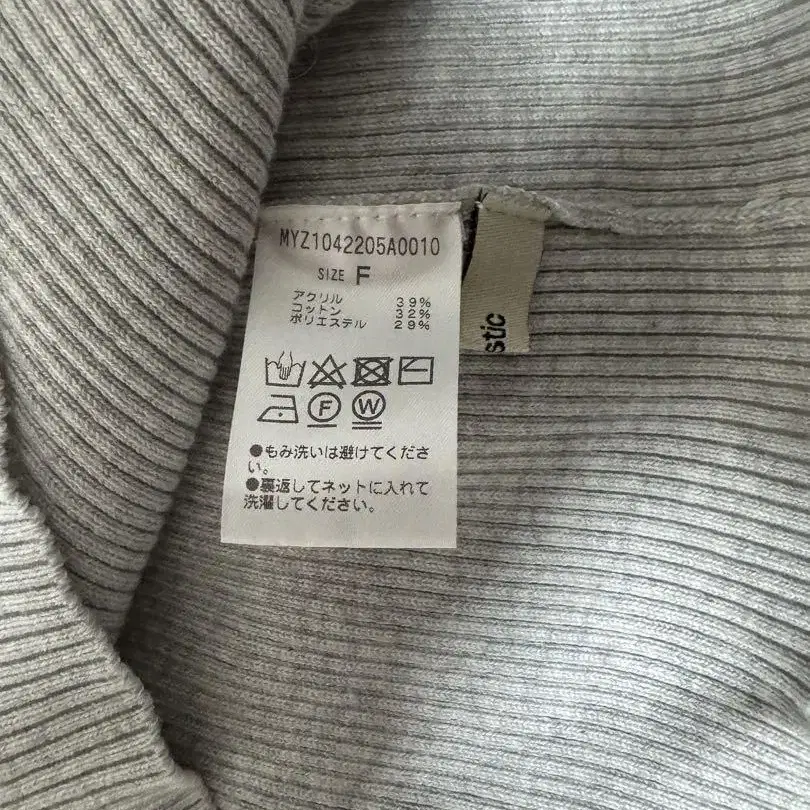 MYZ1042205A0010
SIZE F
アクリル 39%
コットン 32%
ポリエステル 29%
F W
●もみ洗いは避けてくださ
い。
●裏返してネットに入れて
洗濯してください。
stic